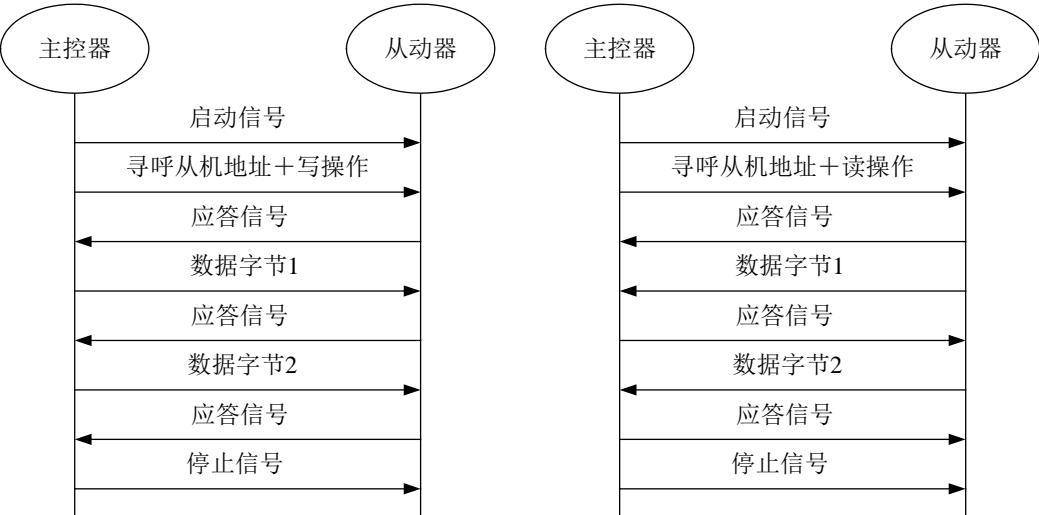 主控器
从动器
启动信号
寻呼从机地址＋写操作
应答信号
数据字节1
应答信号
数据字节2
应答信号
停止信号
主控器
从动器
启动信号
寻呼从机地址＋读操作
应答信号
数据字节1
应答信号
数据字节2
应答信号
停止信号